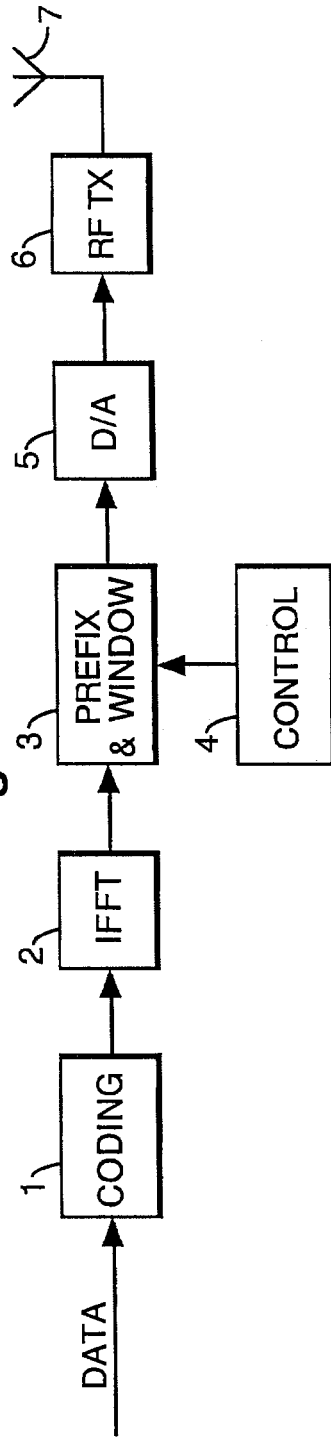 DATA
1
CODING
2
IFFT
3
PREFIX
& WINDOW
4
CONTROL
5
D/A
6
RF TX
7